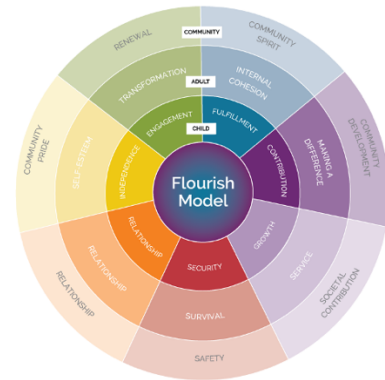 COMMUNITY
RENEWAL
COMMUNITY
SPIRIT
COMMUNITY
DEVELOPMENT
SOCIETAL
CONTRIBUTION
SAFETY
RELATIONSHIP
COMMUNITY
PRIDE
ADULT
TRANSFORMATION
INTERNAL
COHESION
MAKING A
DIFFERENCE
SERVICE
SURVIVAL
RELATIONSHIP
SELF ESTEEM
CHILD
ENGAGEMENT
FULFILLMENT
CONTRIBUTION
GROWTH
SECURITY
RELATIONSHIP
INDEPENDENCE
Flourish
Model